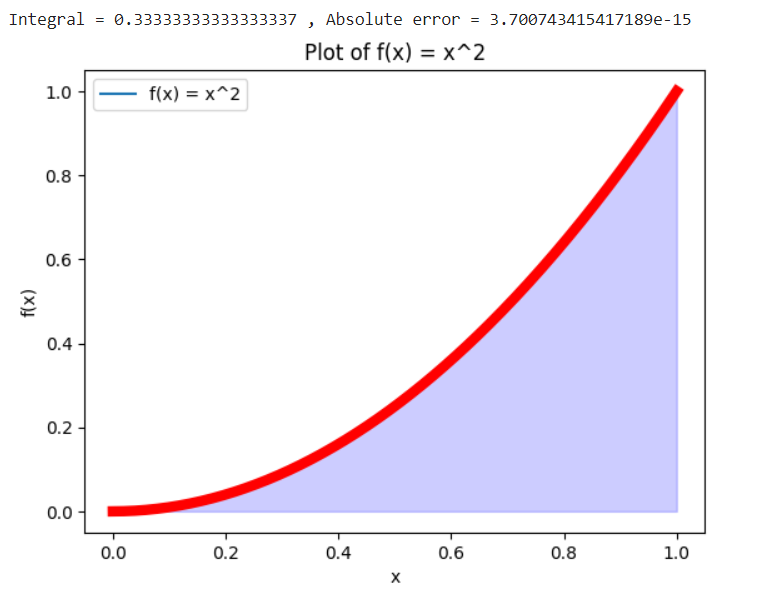 Integral = 0.33333333333333337 , Absolute error = 3.700743415417189e-15
Plot of f(x) = x^2
f(x) = x^2
1.0
0.8
0.6
0.4
0.2
0.0
f(x)
0.0 0.2 0.4 0.6 0.8 1.0
x